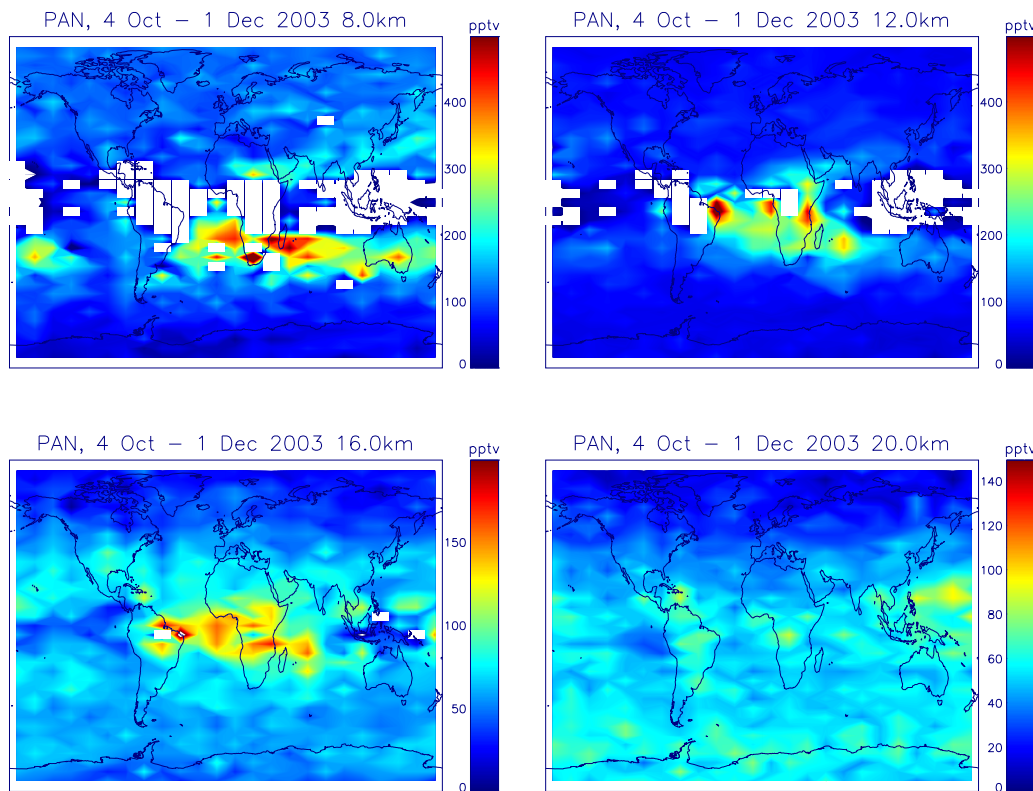 PAN, 4 Oct – 1 Dec 2003 8.0km
pptv
400
300
200
100
0
PAN, 4 Oct – 1 Dec 2003 12.0km
pptv
400
300
200
100
0
PAN, 4 Oct – 1 Dec 2003 16.0km
pptv
150
100
50
0
PAN, 4 Oct – 1 Dec 2003 20.0km
pptv
140
120
100
80
60
40
20
0